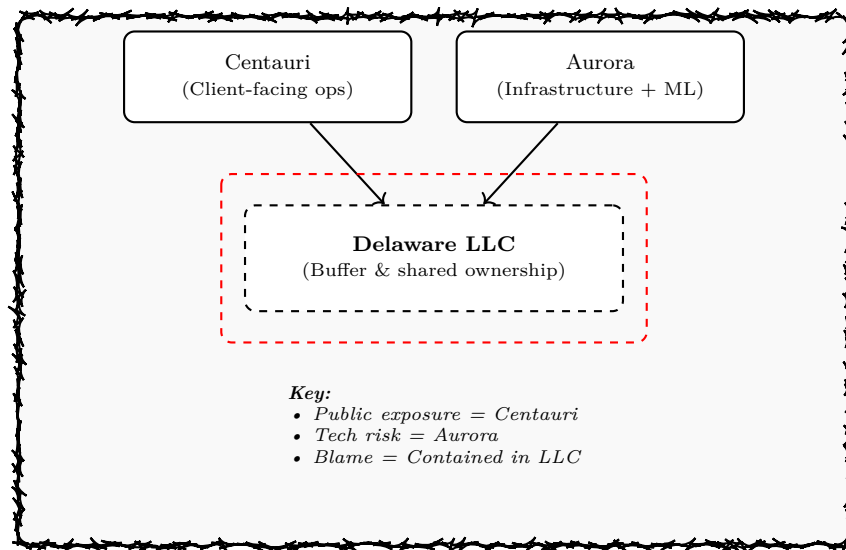 Centauri
(Client-facing ops)
Aurora
(Infrastructure + ML)
Delaware LLC
(Buffer & shared ownership)
Key:
• Public exposure = Centauri
• Tech risk = Aurora
• Blame = Contained in LLC